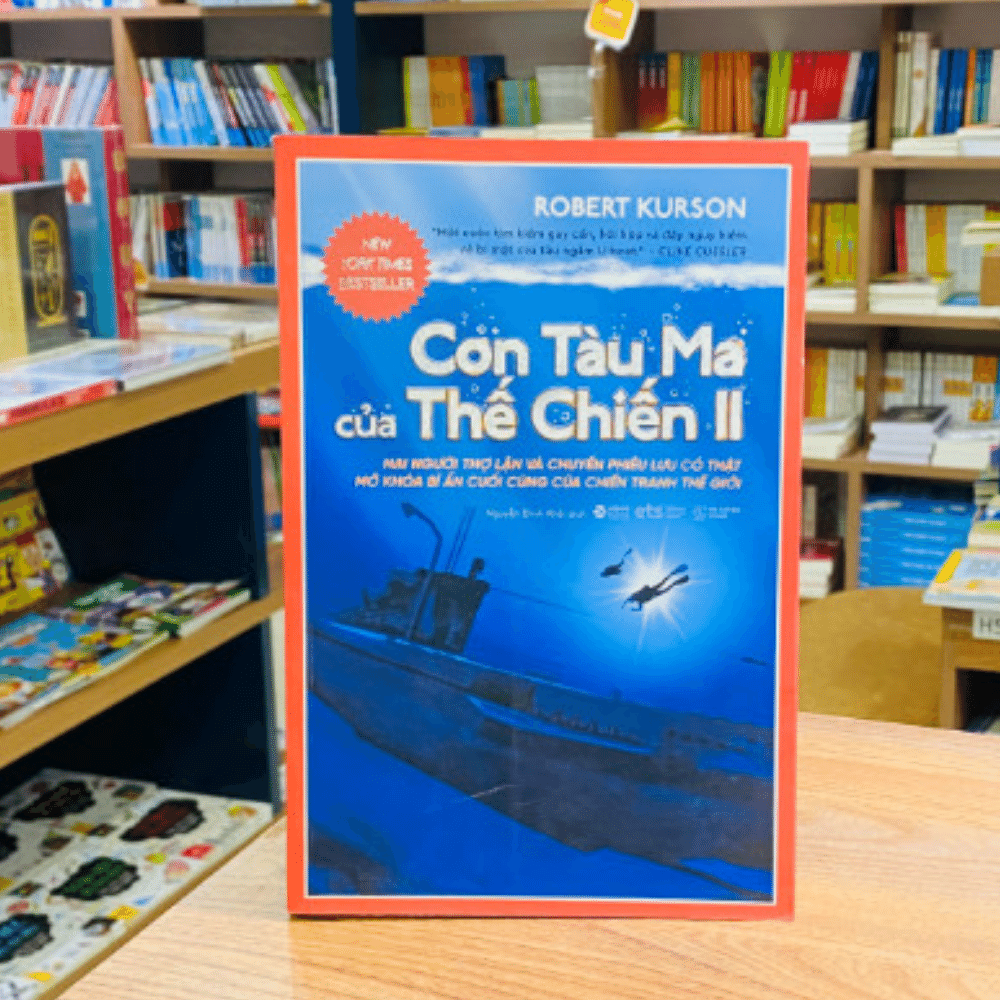 ROBERT KURSON
"Một cuộc tìm kiếm gay cấn, hồi hộp và đầy nguy hiểm
về bí mật của tàu ngầm U-boat." - CLIVE CUSSLER
NEW
YORK TIMES
BESTSELLER
Con Tàu Ma
của Thế Chiến II
HAI NGƯỜI THỢ LẶN VÀ CHUYẾN PHIÊU LƯU CÓ THẬT
MỞ KHÓA BÍ ẨN CUỐI CÙNG CỦA CHIẾN TRANH THẾ GIỚI
ets